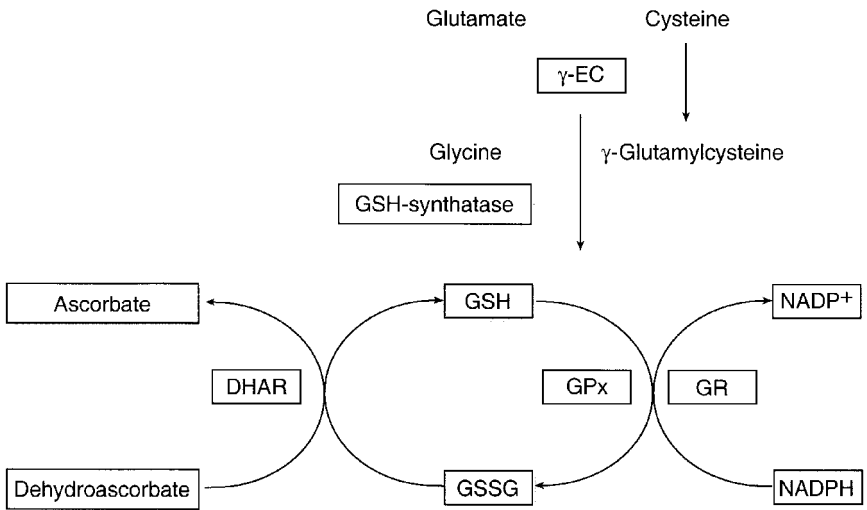 Glutamate
Cysteine
γ-EC
Glycine
γ-Glutamylcysteine
GSH-synthatase
Ascorbate
GSH
NADP+
DHAR
GPx
GR
Dehydroascorbate
GSSG
NADPH